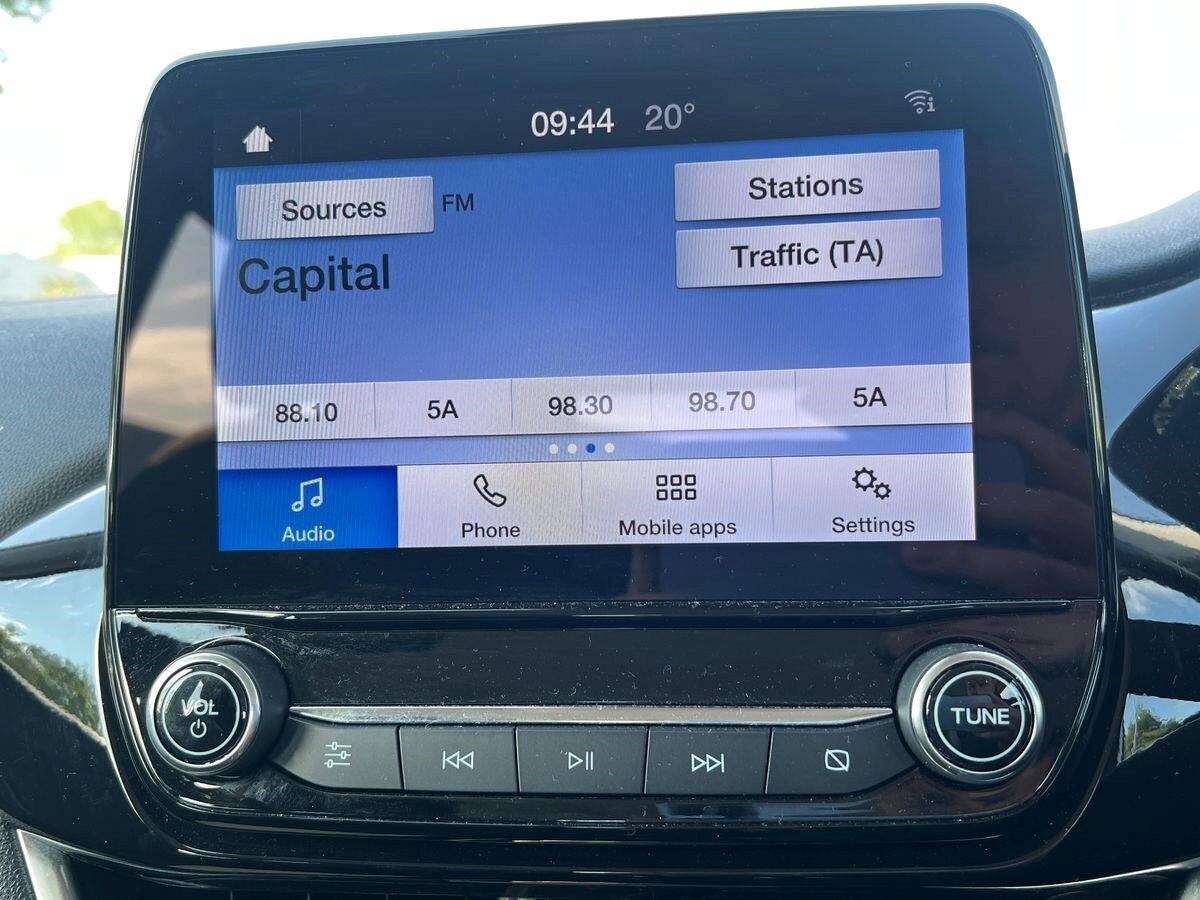 09:44 20°
Sources FM
Stations
Capital
Traffic (TA)
88.10 5A 98.30 98.70 5A
Audio Phone Mobile apps Settings
VOL
TUNE